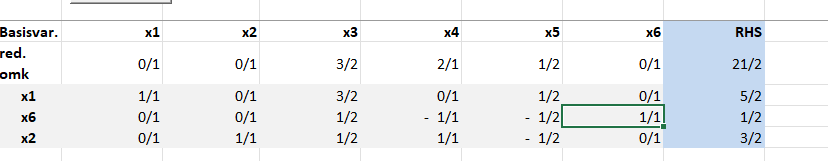 Basisvar. x1 x2 x3 x4 x5 x6 RHS
red.
omk 0/1 0/1 3/2 2/1 1/2 0/1 21/2
x1 1/1 0/1 3/2 0/1 1/2 0/1 5/2
x6 0/1 0/1 1/2 - 1/1 - 1/2 1/1 1/2
x2 0/1 1/1 1/2 1/1 - 1/2 0/1 3/2